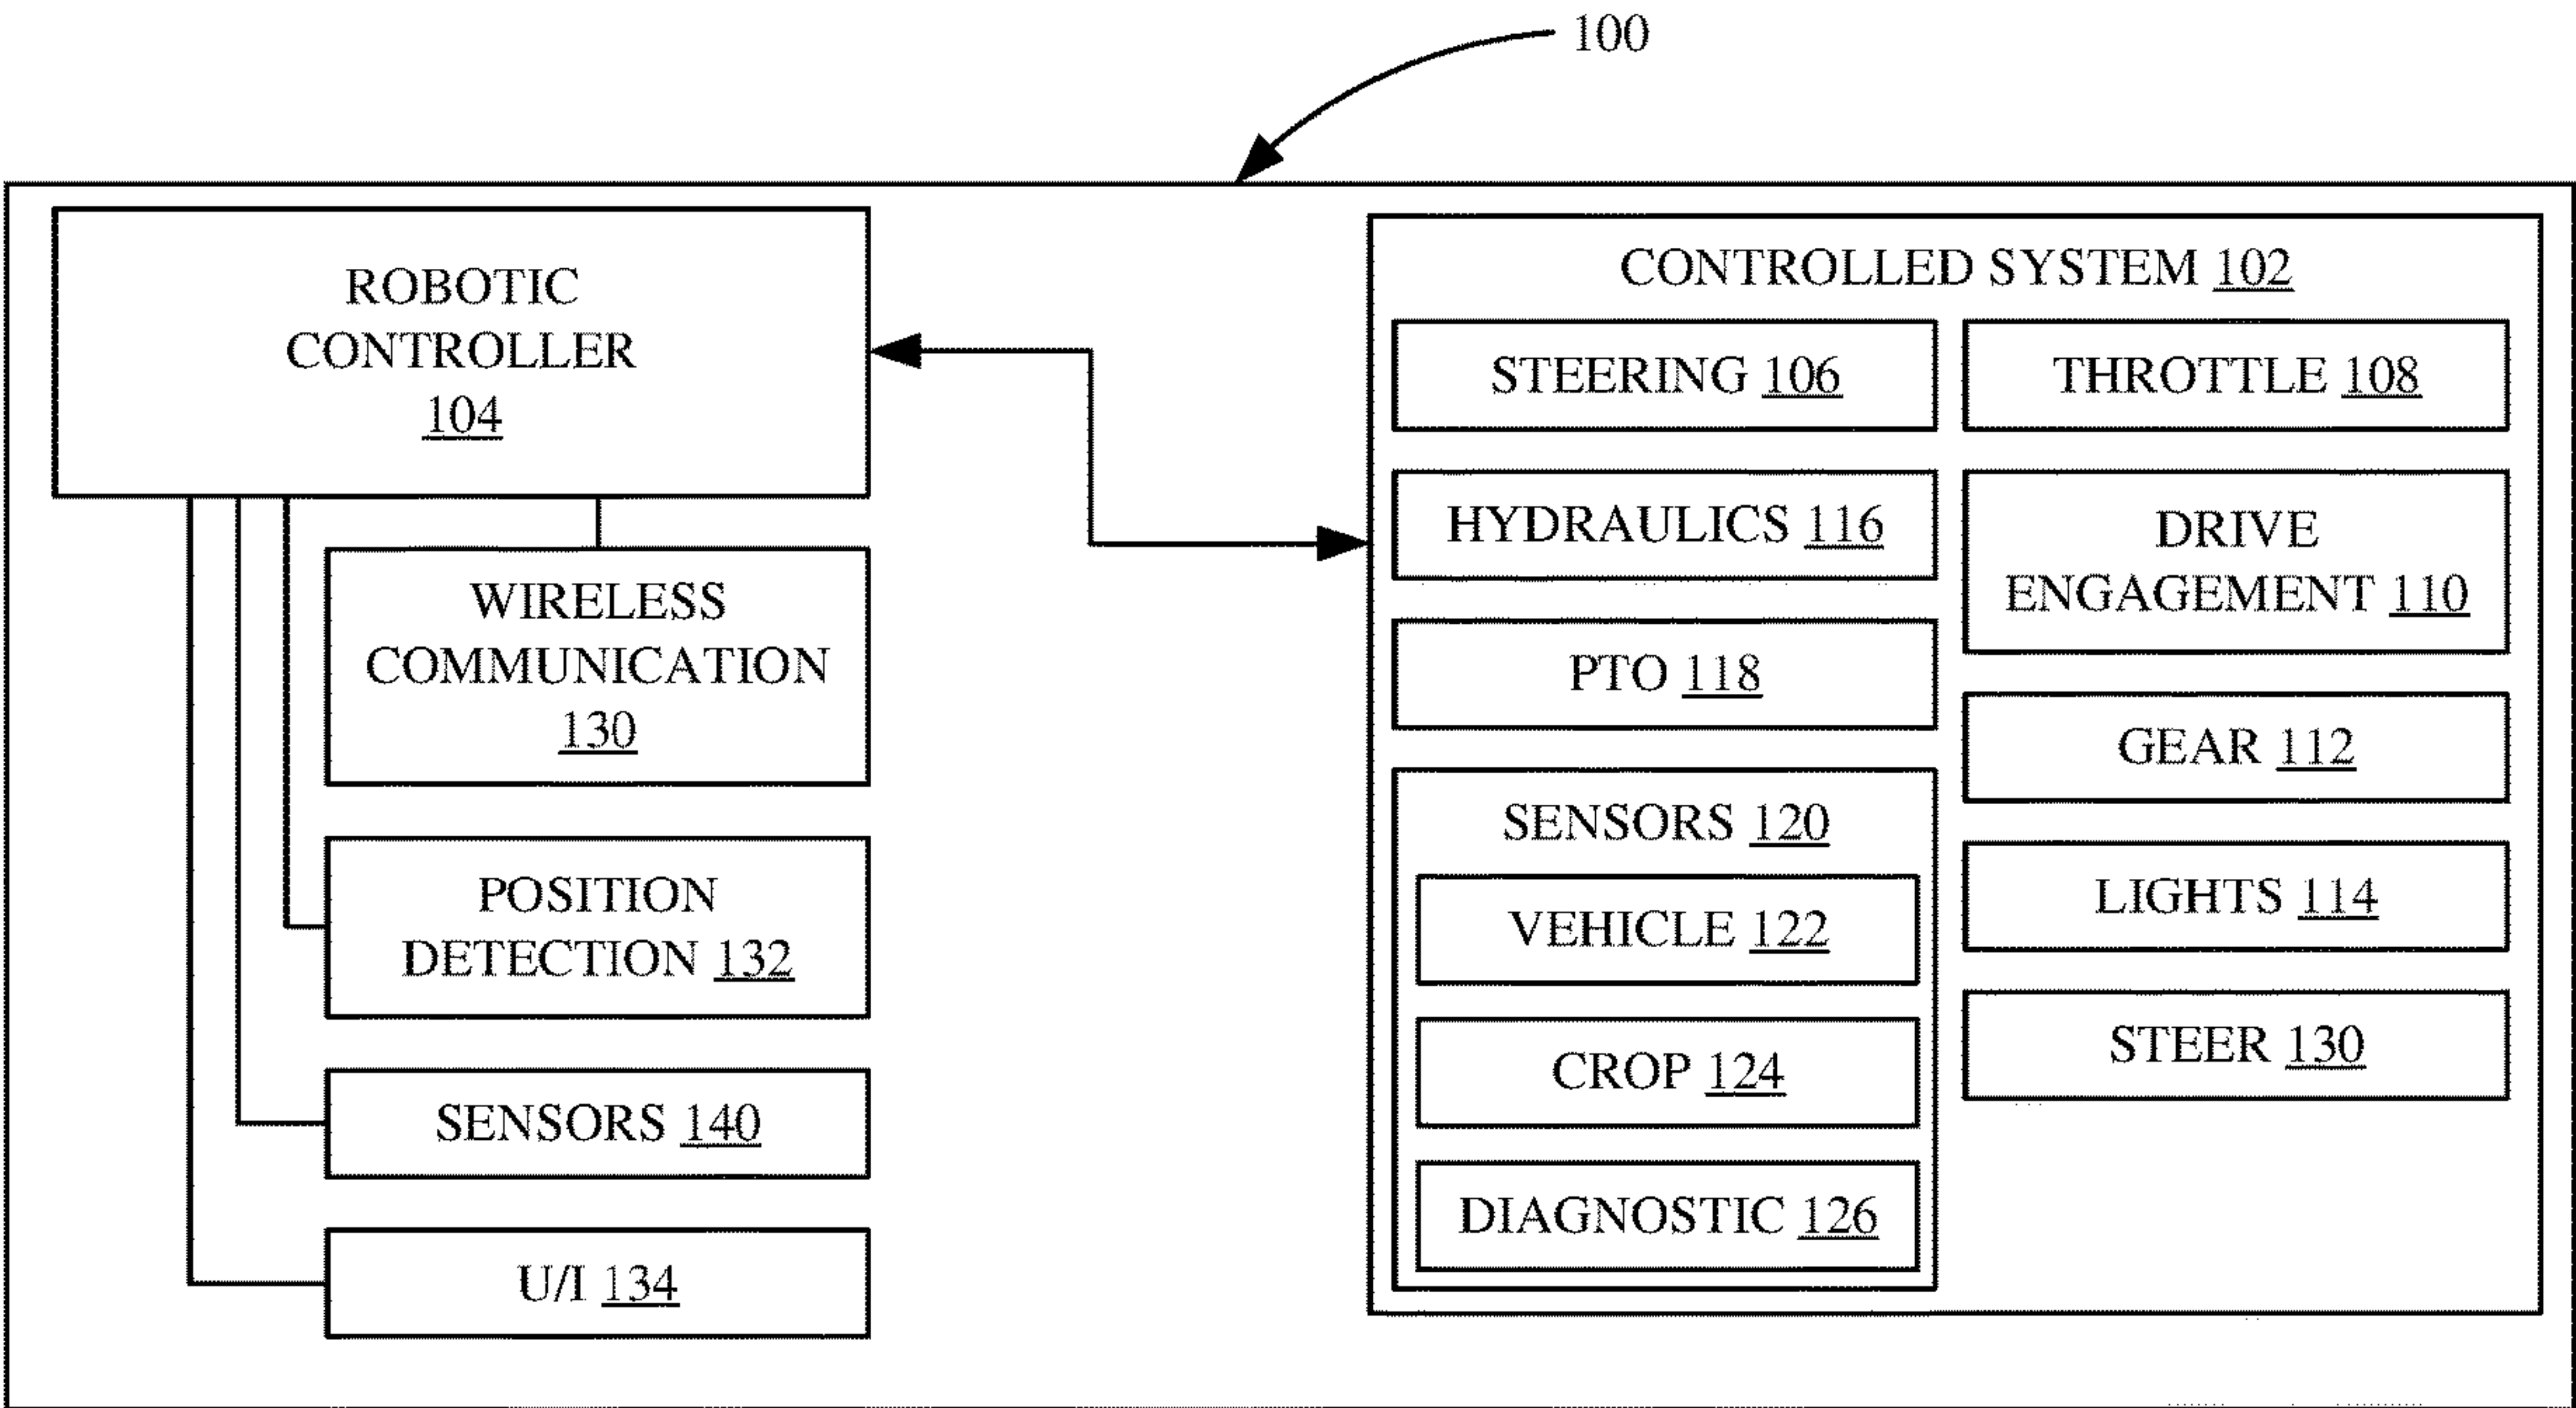 100
ROBOTIC
CONTROLLER
104
WIRELESS
COMMUNICATION
130
POSITION
DETECTION 132
SENSORS 140
U/I 134
CONTROLLED SYSTEM 102
STEERING 106
THROTTLE 108
HYDRAULICS 116
DRIVE
ENGAGEMENT 110
PTO 118
GEAR 112
SENSORS 120
VEHICLE 122
CROP 124
DIAGNOSTIC 126
LIGHTS 114
STEER 130